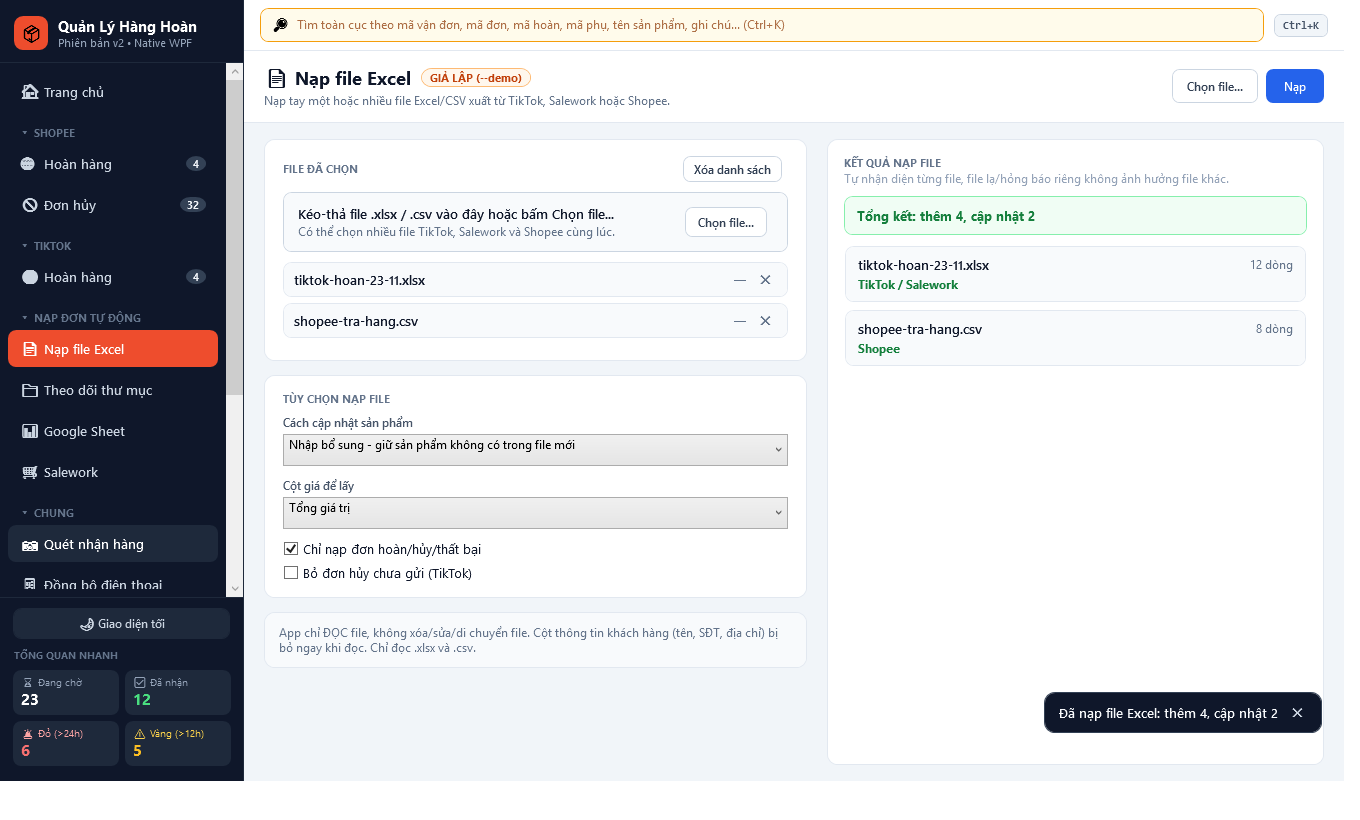 Quản Lý Hàng Hoàn
Phiên bản v2 • Native WPF
Trang chủ
SHOPEE
Hoàn hàng 4
Đơn hủy 32
TIKTOK
Hoàn hàng 4
NẠP ĐƠN TỰ ĐỘNG
Nạp file Excel
Theo dõi thư mục
Google Sheet
Salework
CHUNG
Quét nhận hàng
Đồng bộ điện thoại
Giao diện tối
TỔNG QUAN NHANH
Đang chờ
23
Đã nhận
12
Đỏ (>24h)
6
Vàng (>12h)
5
Tìm toàn cục theo mã vận đơn, mã đơn, mã hoàn, mã phụ, tên sản phẩm, ghi chú... (Ctrl+K)
Ctrl+K
Nạp file Excel GIẢ LẬP (--demo)
Nạp tay một hoặc nhiều file Excel/CSV xuất từ TikTok, Salework hoặc Shopee.
Chọn file... Nạp
FILE ĐÃ CHỌN
Xóa danh sách
Kéo-thả file .xlsx / .csv vào đây hoặc bấm Chọn file...
Có thể chọn nhiều file TikTok, Salework và Shopee cùng lúc.
Chọn file...
tiktok-hoan-23-11.xlsx —
shopee-tra-hang.csv —
TÙY CHỌN NẠP FILE
Cách cập nhật sản phẩm
Nhập bổ sung - giữ sản phẩm không có trong file mới
Cột giá để lấy
Tổng giá trị
Chỉ nạp đơn hoàn/hủy/thất bại
Bỏ đơn hủy chưa gửi (TikTok)
App chỉ ĐỌC file, không xóa/sửa/di chuyển file. Cột thông tin khách hàng (tên, SĐT, địa chỉ) bị
bỏ ngay khi đọc. Chỉ đọc .xlsx và .csv.
KẾT QUẢ NẠP FILE
Tự nhận diện từng file, file lạ/hỏng báo riêng không ảnh hưởng file khác.
Tổng kết: thêm 4, cập nhật 2
tiktok-hoan-23-11.xlsx 12 dòng
TikTok / Salework
shopee-tra-hang.csv 8 dòng
Shopee
Đã nạp file Excel: thêm 4, cập nhật 2